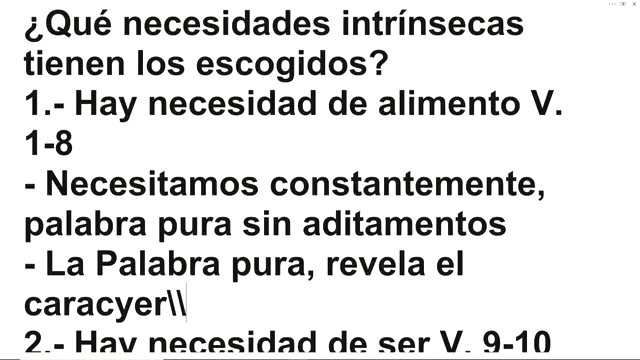 ¿Qué necesidades intrínsecas
tienen los escogidos?
1.- Hay necesidad de alimento V.
1-8
- Necesitamos constantemente,
palabra pura sin aditamentos
- La Palabra pura, revela el
caracyer\\
2.- Hay necesidad de ser V. 9-10